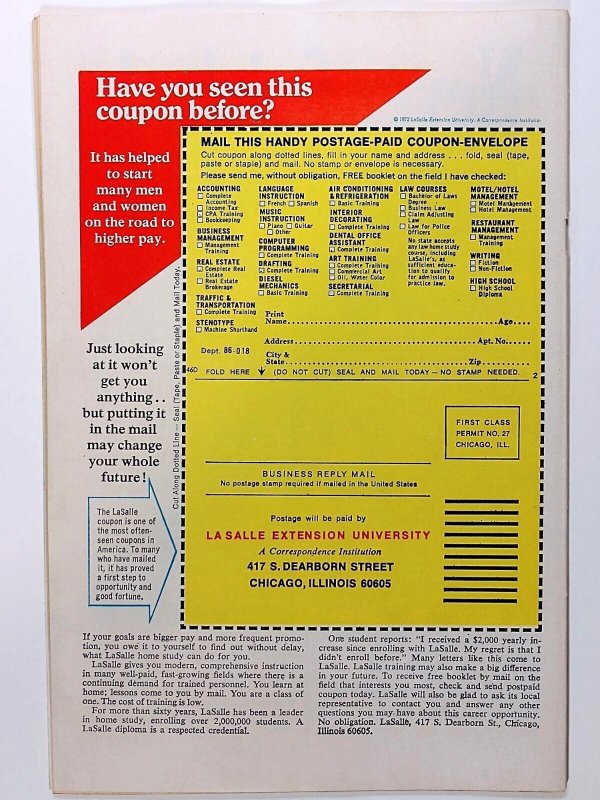 Have you seen this
coupon before?
© 1973 LaSalle Extension University, A Correspondence Institution
It has helped
to start
many men
and women
on the road to
higher pay.
MAIL THIS HANDY POSTAGE-PAID COUPON-ENVELOPE
Cut coupon along dotted lines, fill in your name and address . . . fold, seal (tape,
paste or staple) and mail. No stamp or envelope is necessary.
Please send me, without obligation, FREE booklet on the field I have checked:
ACCOUNTING
Complete
Accounting
Income Tax
CPA Training
Bookkeeping
BUSINESS
MANAGEMENT
Management
Training
REAL ESTATE
Complete Real
Estate
Real Estate
Brokerage
TRAFFIC &
TRANSPORTATION
Complete Training
STENOTYPE
Machine Shorthand
LANGUAGE
INSTRUCTION
French Spanish
MUSIC
INSTRUCTION
Piano Guitar
Other
COMPUTER
PROGRAMMING
Complete Training
DRAFTING
Complete Training
DIESEL
MECHANICS
Basic Training
AIR CONDITIONING
& REFRIGERATION
Basic Training
INTERIOR
DECORATING
Complete Training
DENTAL OFFICE
ASSISTANT
Complete Training
ART TRAINING
Complete Training
Commercial Art
Oil, Water Color
SECRETARIAL
Complete Training
LAW COURSES
Bachelor of Laws
Degree
Business Law
Claim Adjusting
Law
Law for Police
Officers
No state accepts
any law home study
course, including
LaSalle's, as
sufficient educa-
tion to qualify
for admission to
practice law.
MOTEL/HOTEL
MANAGEMENT
Motel Management
Hotel Management
RESTAURANT
MANAGEMENT
Management
Training
WRITING
Fiction
Non-Fiction
HIGH SCHOOL
High School
Diploma
Print
Name Age
Address Apt. No.
Dept. 86-018
City &
State Zip
46D FOLD HERE (DO NOT CUT) SEAL AND MAIL TODAY — NO STAMP NEEDED. 2
Cut Along Dotted Line — Seal (Tape, Paste or Staple) and Mail Today.
Just looking
at it won't
get you
anything . .
but putting it
in the mail
may change
your whole
future!
The LaSalle
coupon is one of
the most often-
seen coupons in
America. To many
who have mailed
it, it has proved
a first step to
opportunity and
good fortune.
FIRST CLASS
PERMIT NO. 27
CHICAGO, ILL.
BUSINESS REPLY MAIL
No postage stamp required if mailed in the United States
Postage will be paid by
LA SALLE EXTENSION UNIVERSITY
A Correspondence Institution
417 S. DEARBORN STREET
CHICAGO, ILLINOIS 60605
If your goals are bigger pay and more frequent promo-
tion, you owe it to yourself to find out without delay,
what LaSalle home study can do for you.
LaSalle gives you modern, comprehensive instruction
in many well-paid, fast-growing fields where there is a
continuing demand for trained personnel. You learn at
home; lessons come to you by mail. You are a class of
one. The cost of training is low.
For more than sixty years, LaSalle has been a leader
in home study, enrolling over 2,000,000 students. A
LaSalle diploma is a respected credential.
One student reports: "I received a $2,000 yearly in-
crease since enrolling with LaSalle. My regret is that I
didn't enroll before." Many letters like this come to
LaSalle. LaSalle training may also make a big difference
in your future. To receive free booklet by mail on the
field that interests you most, check and send postpaid
coupon today. LaSalle will also be glad to ask its local
representative to contact you and answer any other
questions you may have about this career opportunity.
No obligation. LaSalle, 417 S. Dearborn St., Chicago,
Illinois 60605.